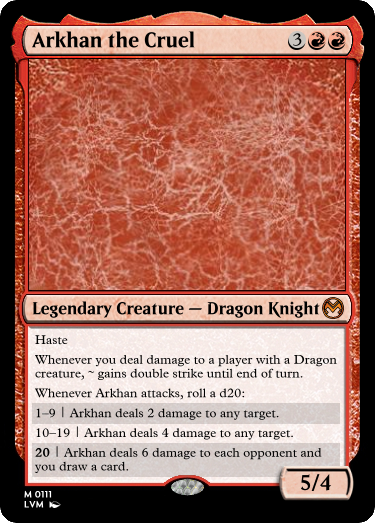 Arkhan the Cruel 3
Legendary Creature — Dragon Knight
Haste
Whenever you deal damage to a player with a Dragon
creature, ~ gains double strike until end of turn.
Whenever Arkhan attacks, roll a d20:
1–9 | Arkhan deals 2 damage to any target.
10–19 | Arkhan deals 4 damage to any target.
20 | Arkhan deals 6 damage to each opponent and
you draw a card.
5/4
M 0111
LVM